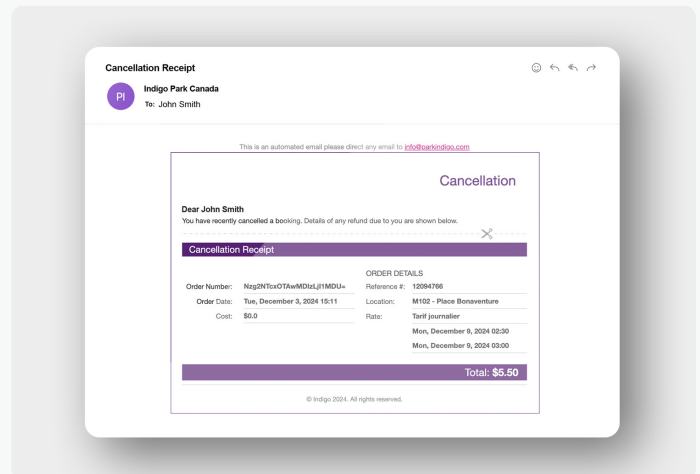 Cancellation Receipt
PI
Indigo Park Canada
To: John Smith
This is an automated email please direct any email to info@parkindigo.com
Cancellation
Dear John Smith
You have recently cancelled a booking. Details of any refund due to you are shown below.
Cancellation Receipt
ORDER DETAILS
Order Number: Nzg2NTcxOTAwMDIzLjI1MDU= Reference #: 12094766
Order Date: Tue, December 3, 2024 15:11 Location: M102 - Place Bonaventure
Cost: $0.0 Rate: Tarif journalier
Mon, December 9, 2024 02:30
Mon, December 9, 2024 03:00
Total: $5.50
© Indigo 2024. All rights reserved.